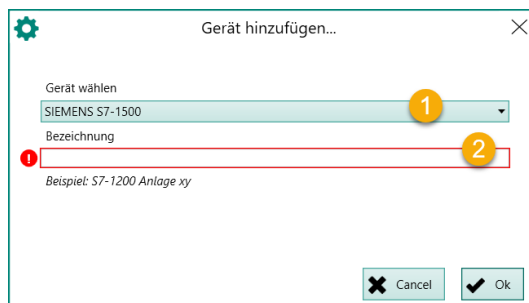 Gerät hinzufügen...
Gerät wählen
SIEMENS S7-1500
1
Bezeichnung
2
Beispiel: S7-1200 Anlage xy
Cancel
Ok